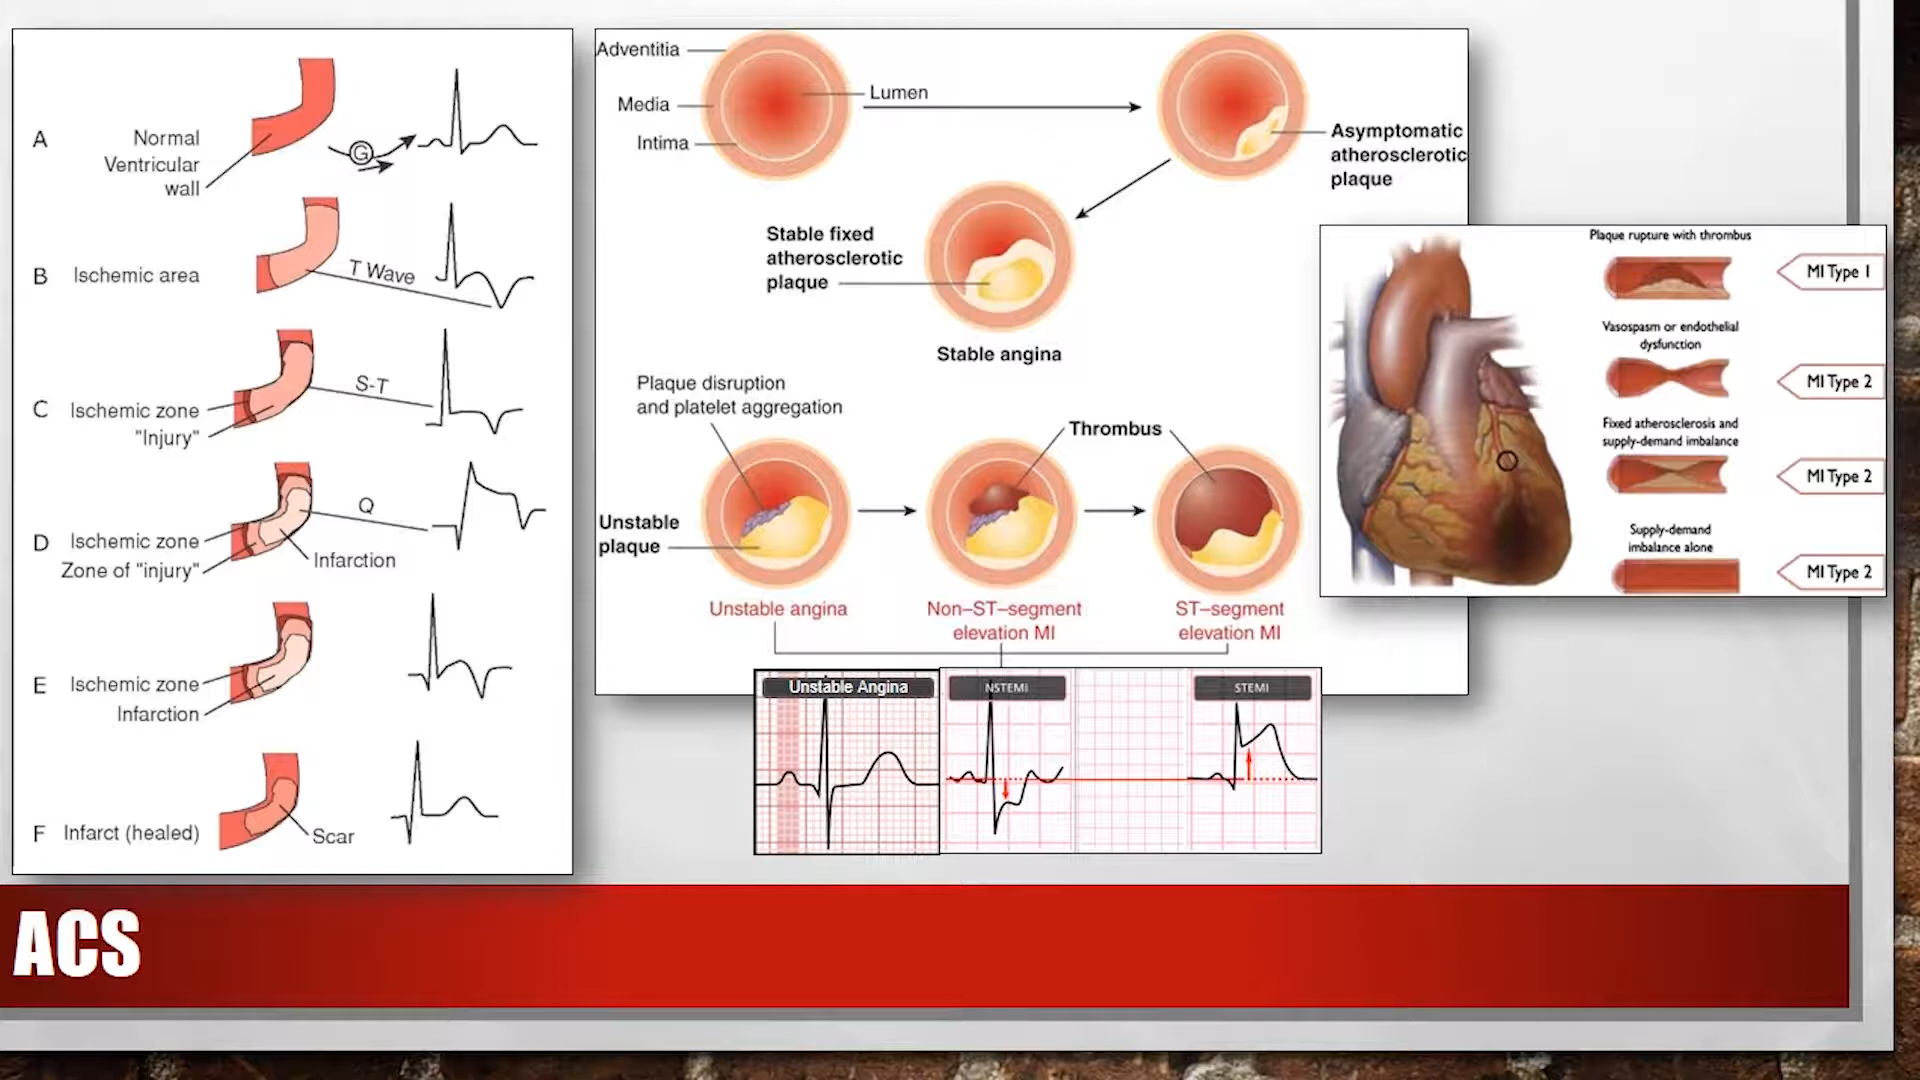 A
Normal
Ventricular
wall
G
B
Ischemic area
T Wave
C
Ischemic zone
"Injury"
S-T
D
Ischemic zone
Zone of "injury"
Q
Infarction
E
Ischemic zone
Infarction
F
Infarct (healed)
Scar
Adventitia
Media
Intima
Lumen
Asymptomatic
atherosclerotic
plaque
Stable fixed
atherosclerotic
plaque
Stable angina
Plaque disruption
and platelet aggregation
Thrombus
Unstable
plaque
Unstable angina
Non–ST–segment
elevation MI
ST–segment
elevation MI
Unstable Angina
NSTEMI
STEMI
Plaque rupture with thrombus
MI Type 1
Vasospasm or endothelial
dysfunction
MI Type 2
Fixed atherosclerosis and
supply-demand imbalance
MI Type 2
Supply-demand
imbalance alone
MI Type 2
ACS